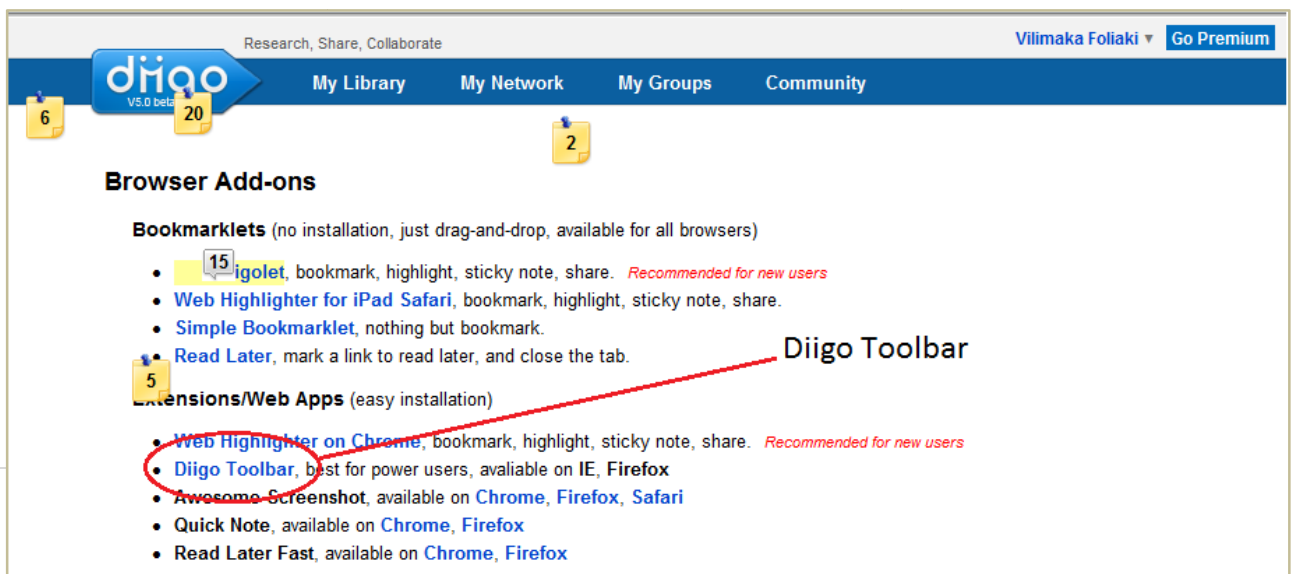 Research, Share, Collaborate
Vilimaka Foliaki ▼ Go Premium
diigo
V5.0 beta
My Library My Network My Groups Community
6
20
2
Browser Add-ons
Bookmarklets (no installation, just drag-and-drop, available for all browsers)
• 15 igolet, bookmark, highlight, sticky note, share. Recommended for new users
• Web Highlighter for iPad Safari, bookmark, highlight, sticky note, share.
• Simple Bookmarklet, nothing but bookmark.
Diigo Toolbar
• Read Later, mark a link to read later, and close the tab.
5
Extensions/Web Apps (easy installation)
• Web Highlighter on Chrome, bookmark, highlight, sticky note, share. Recommended for new users
• Diigo Toolbar, best for power users, avaliable on IE, Firefox
• Awesome Screenshot, available on Chrome, Firefox, Safari
• Quick Note, available on Chrome, Firefox
• Read Later Fast, available on Chrome, Firefox